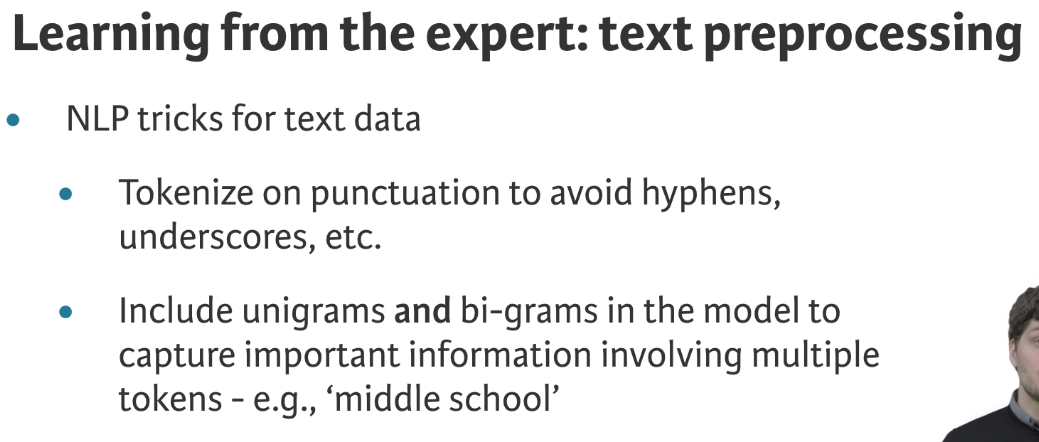 Learning from the expert: text preprocessing
• NLP tricks for text data
• Tokenize on punctuation to avoid hyphens,
underscores, etc.
• Include unigrams and bi-grams in the model to
capture important information involving multiple
tokens - e.g., ‘middle school’